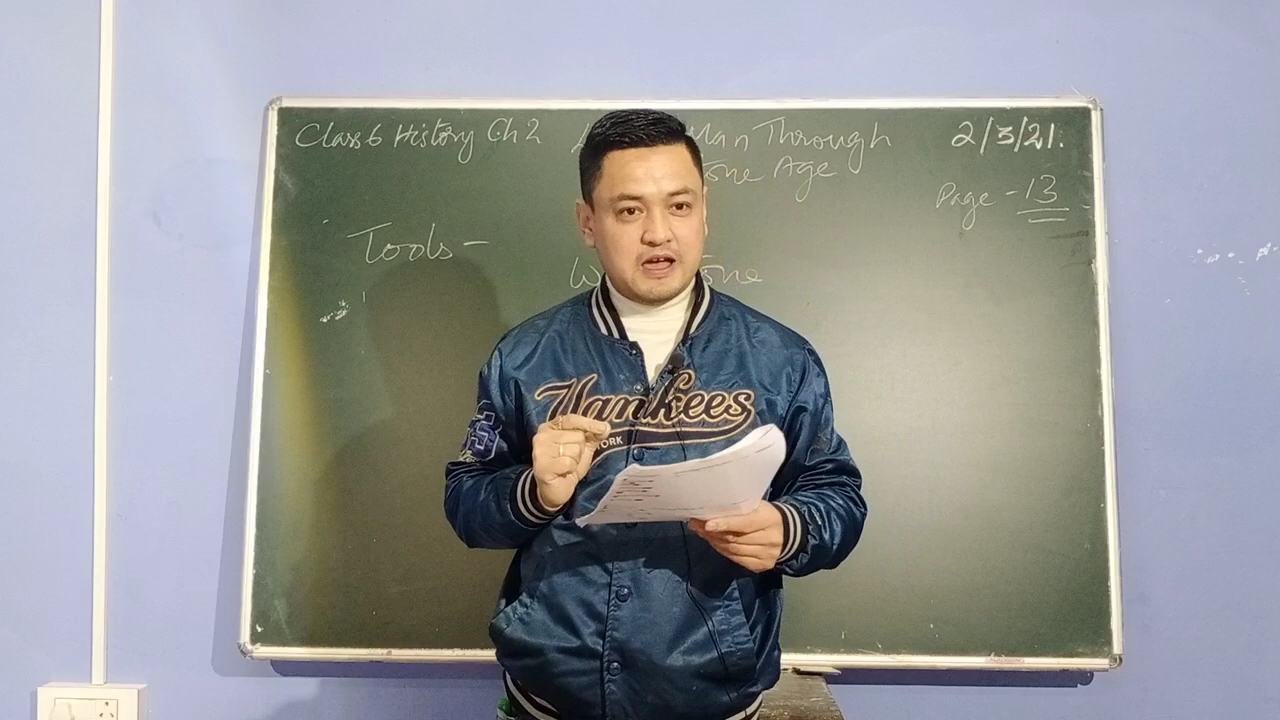 Class 6 History Ch 2 Man Through 2/3/21.
Age
Page - 13
Tools -
Yankees